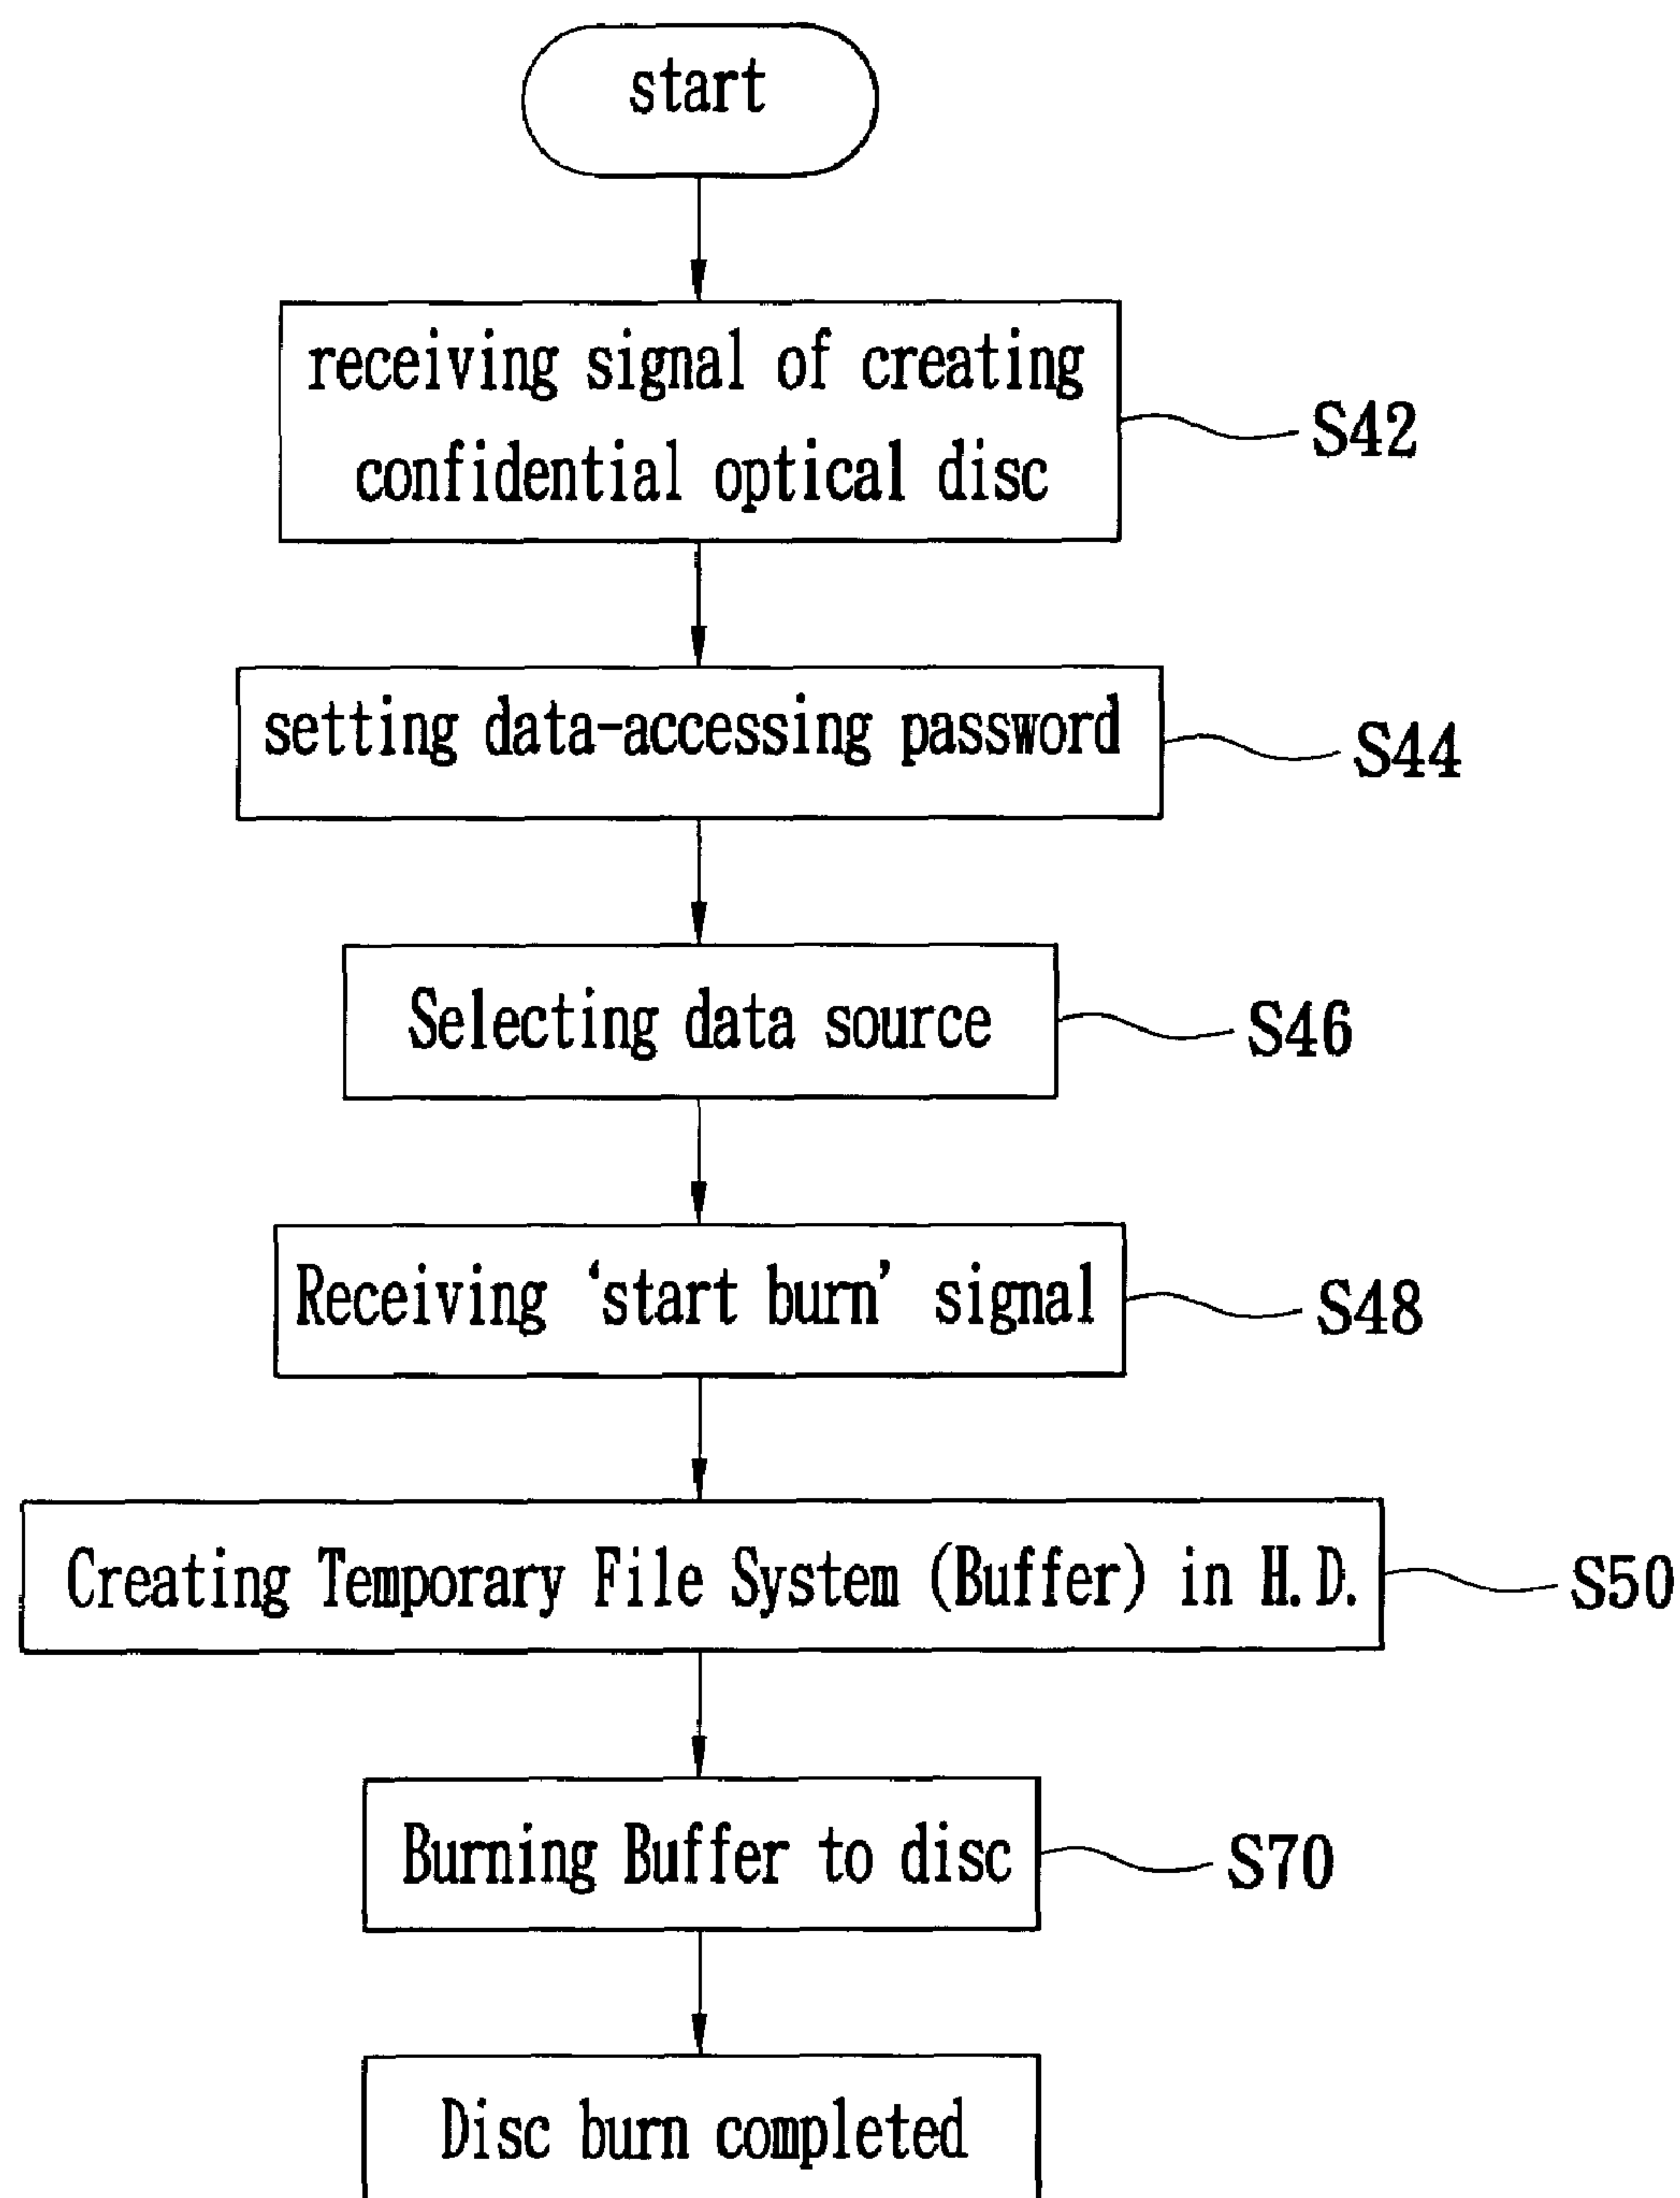 start
receiving signal of creating
confidential optical disc
S42
setting data-accessing password
S44
Selecting data source
S46
Receiving ‘start burn’ signal
S48
Creating Temporary File System (Buffer) in H.D.
S50
Burning Buffer to disc
S70
Disc burn completed